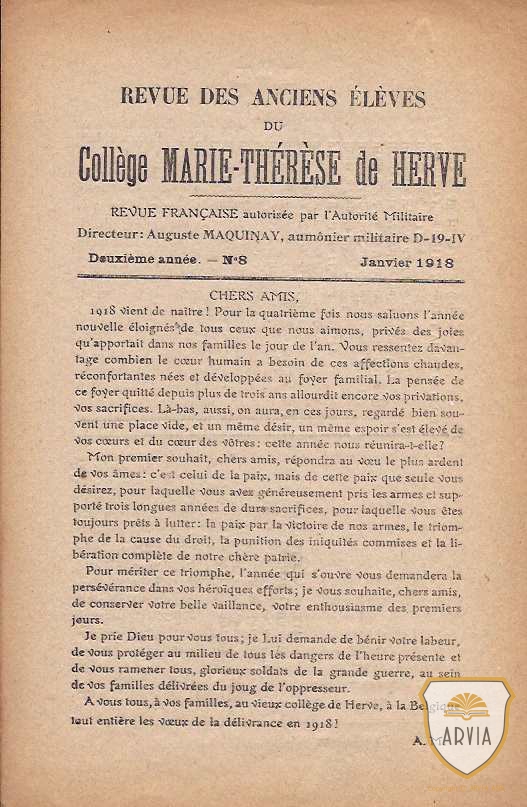 REVUE DES ANCIENS ÉLÈVES
DU
Collège MARIE-THÉRÈSE de HERVE
REVUE FRANÇAISE autorisée par l'Autorité Militaire
Directeur: Auguste MAQUINAY, aumônier militaire D-19-IV
Deuxième année. — N°8 Janvier 1918
CHERS AMIS,
1918 vient de naître! Pour la quatrième fois nous saluons l'année
nouvelle éloignés de tous ceux que nous aimons, privés des joies
qu'apportait dans nos familles le jour de l'an. Vous ressentez davan-
tage combien le cœur humain a besoin de ces affections chaudes,
réconfortantes nées et développées au foyer familial. La pensée de
ce foyer quitté depuis plus de trois ans allourdit encore vos privations,
vos sacrifices. Là-bas, aussi, on aura, en ces jours, regardé bien sou-
vent une place vide, et un même désir, un même espoir s'est élevé de
vos cœurs et du cœur des vôtres: cette année nous réunira-t-elle?
Mon premier souhait, chers amis, répondra au vœu le plus ardent
de vos âmes: c'est celui de la paix, mais de cette paix que seule vous
désirez, pour laquelle vous avez généreusement pris les armes et sup-
porté trois longues années de durs sacrifices, pour laquelle vous êtes
toujours prêts à lutter: la paix par la victoire de nos armes, le triom-
phe de la cause du droit, la punition des iniquités commises et la li-
bération complète de notre chère patrie.
Pour mériter ce triomphe, l'année qui s'ouvre vous demandera la
persévérance dans vos héroïques efforts; je vous souhaite, chers amis,
de conserver votre belle vaillance, votre enthousiasme des premiers
jours.
Je prie Dieu pour vous tous; je Lui demande de bénir votre labeur,
de vous protéger au milieu de tous les dangers de l'heure présente et
de vous ramener tous, glorieux soldats de la grande guerre, au sein
de vos familles délivrées du joug de l'oppresseur.
A vous tous, à vos familles, au vieux collège de Herve, à la Belgique
tout entière les vœux de la délivrance en 1918!
A. M.
ARVIA